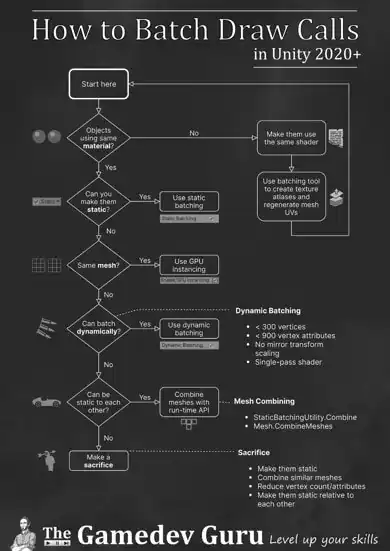 How to Batch Draw Calls
in Unity 2020+
Start here
Objects
using same
material?
No
Make them use
the same shader
Yes
Use batching tool
to create texture
atlases and
regenerate mesh
UVs
Static
Can you
make them
static?
Yes
Use static
batching
Static Batching
No
Same mesh?
Yes
Use GPU
Instancing
Enable GPU Instancing
No
Dynamic Batching
Can batch
dynamically?
Yes
Use dynamic
batching
Dynamic Batching
• < 300 vertices
• < 900 vertex attributes
• No mirror transform
scaling
• Single-pass shader
No
Can be
static to each
other?
Yes
Combine
meshes with
run-time API
Mesh Combining
• StaticBatchingUtility.Combine
• Mesh.CombineMeshes
No
Make a
sacrifice
Sacrifice
• Make them static
• Combine similar meshes
• Reduce vertex count/attributes
• Make them static relative to
each other
The Gamedev Guru Level up your skills